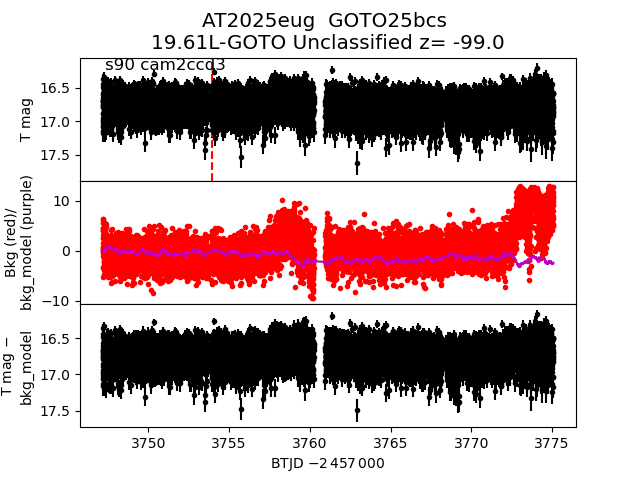 AT2025eug  GOTO25bcs
19.61L-GOTO Unclassified z= -99.0
s90 cam2ccd3
T mag
16.5
17.0
17.5
Bkg (red)/
bkg_model (purple)
10
0
−10
T mag −
bkg_model
16.5
17.0
17.5
3750
3755
3760
3765
3770
3775
BTJD −2 457 000